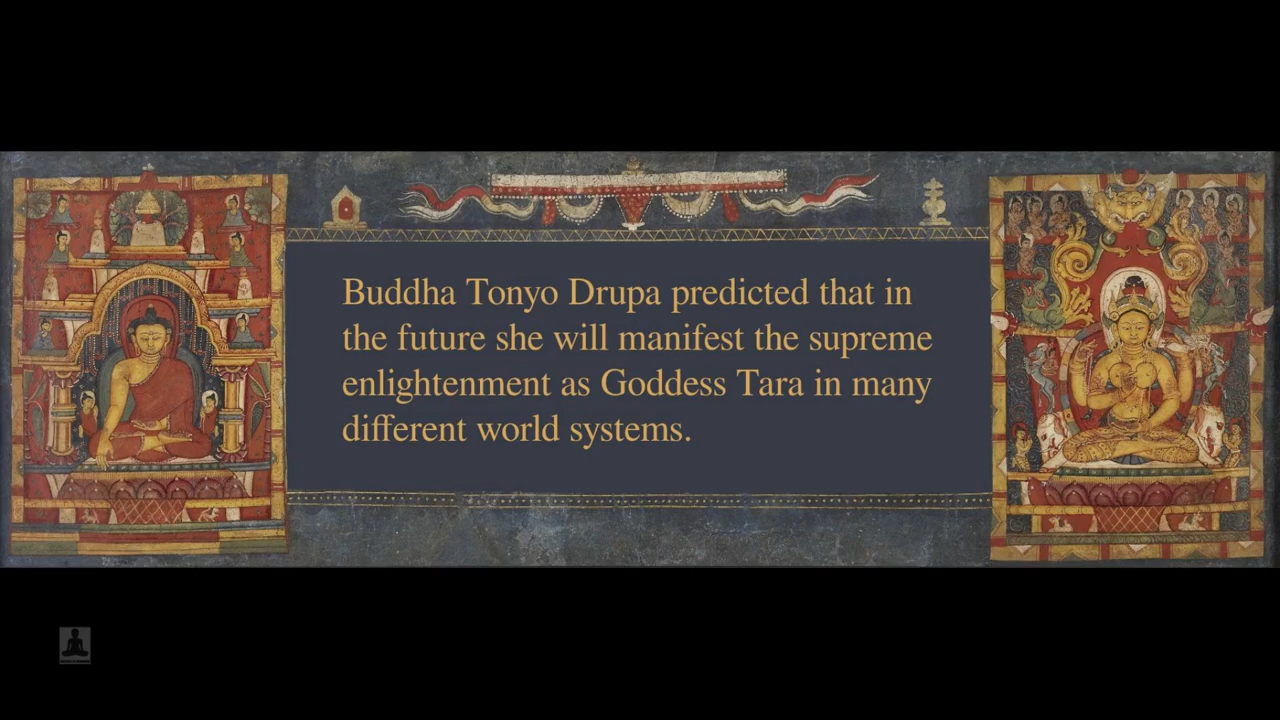 Buddha Tonyo Drupa predicted that in
the future she will manifest the supreme
enlightenment as Goddess Tara in many
different world systems.